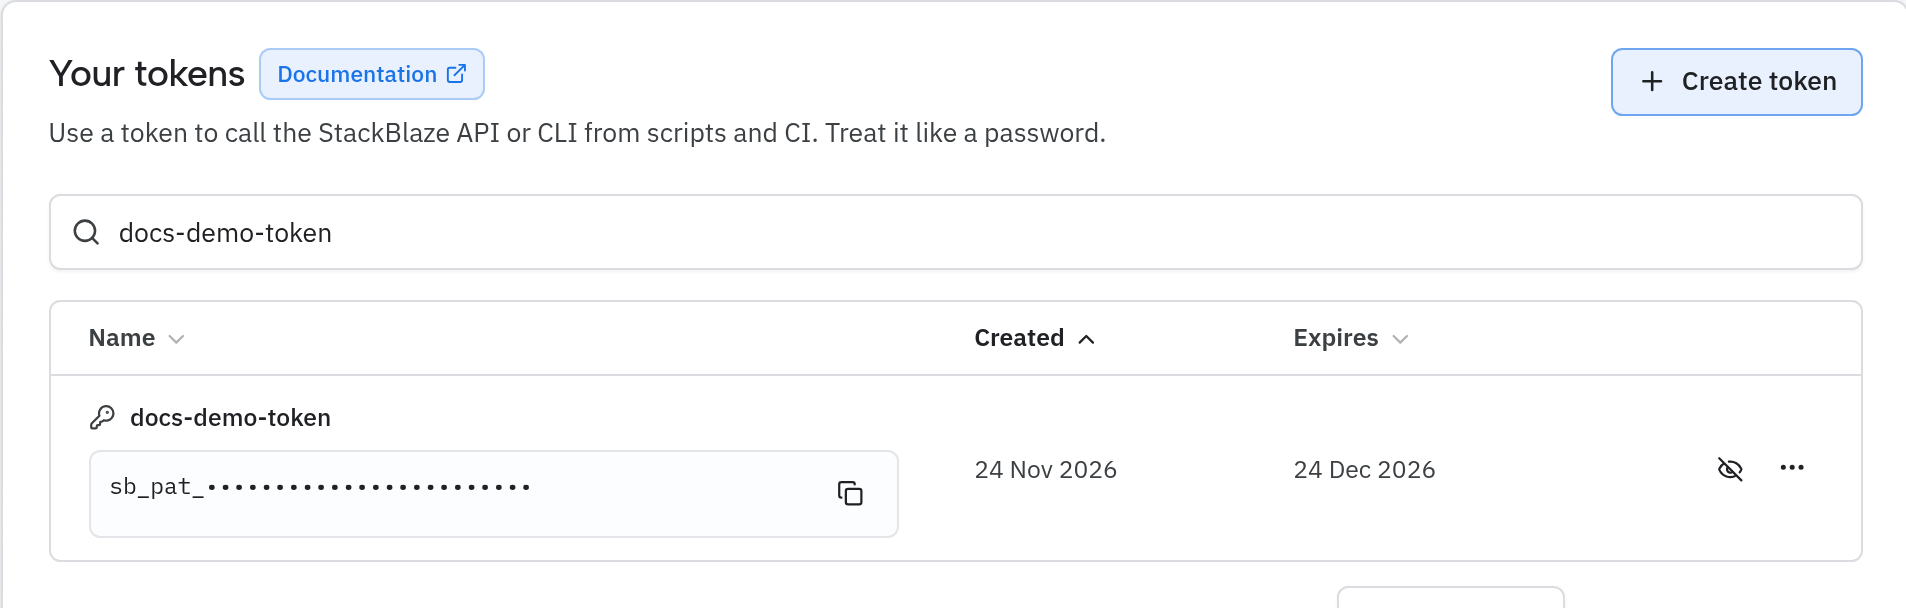 Your tokens Documentation
Create token
Use a token to call the StackBlaze API or CLI from scripts and CI. Treat it like a password.
docs-demo-token
Name Created Expires
docs-demo-token
sb_pat_••••••••••••••••••••••••
24 Nov 2026 24 Dec 2026